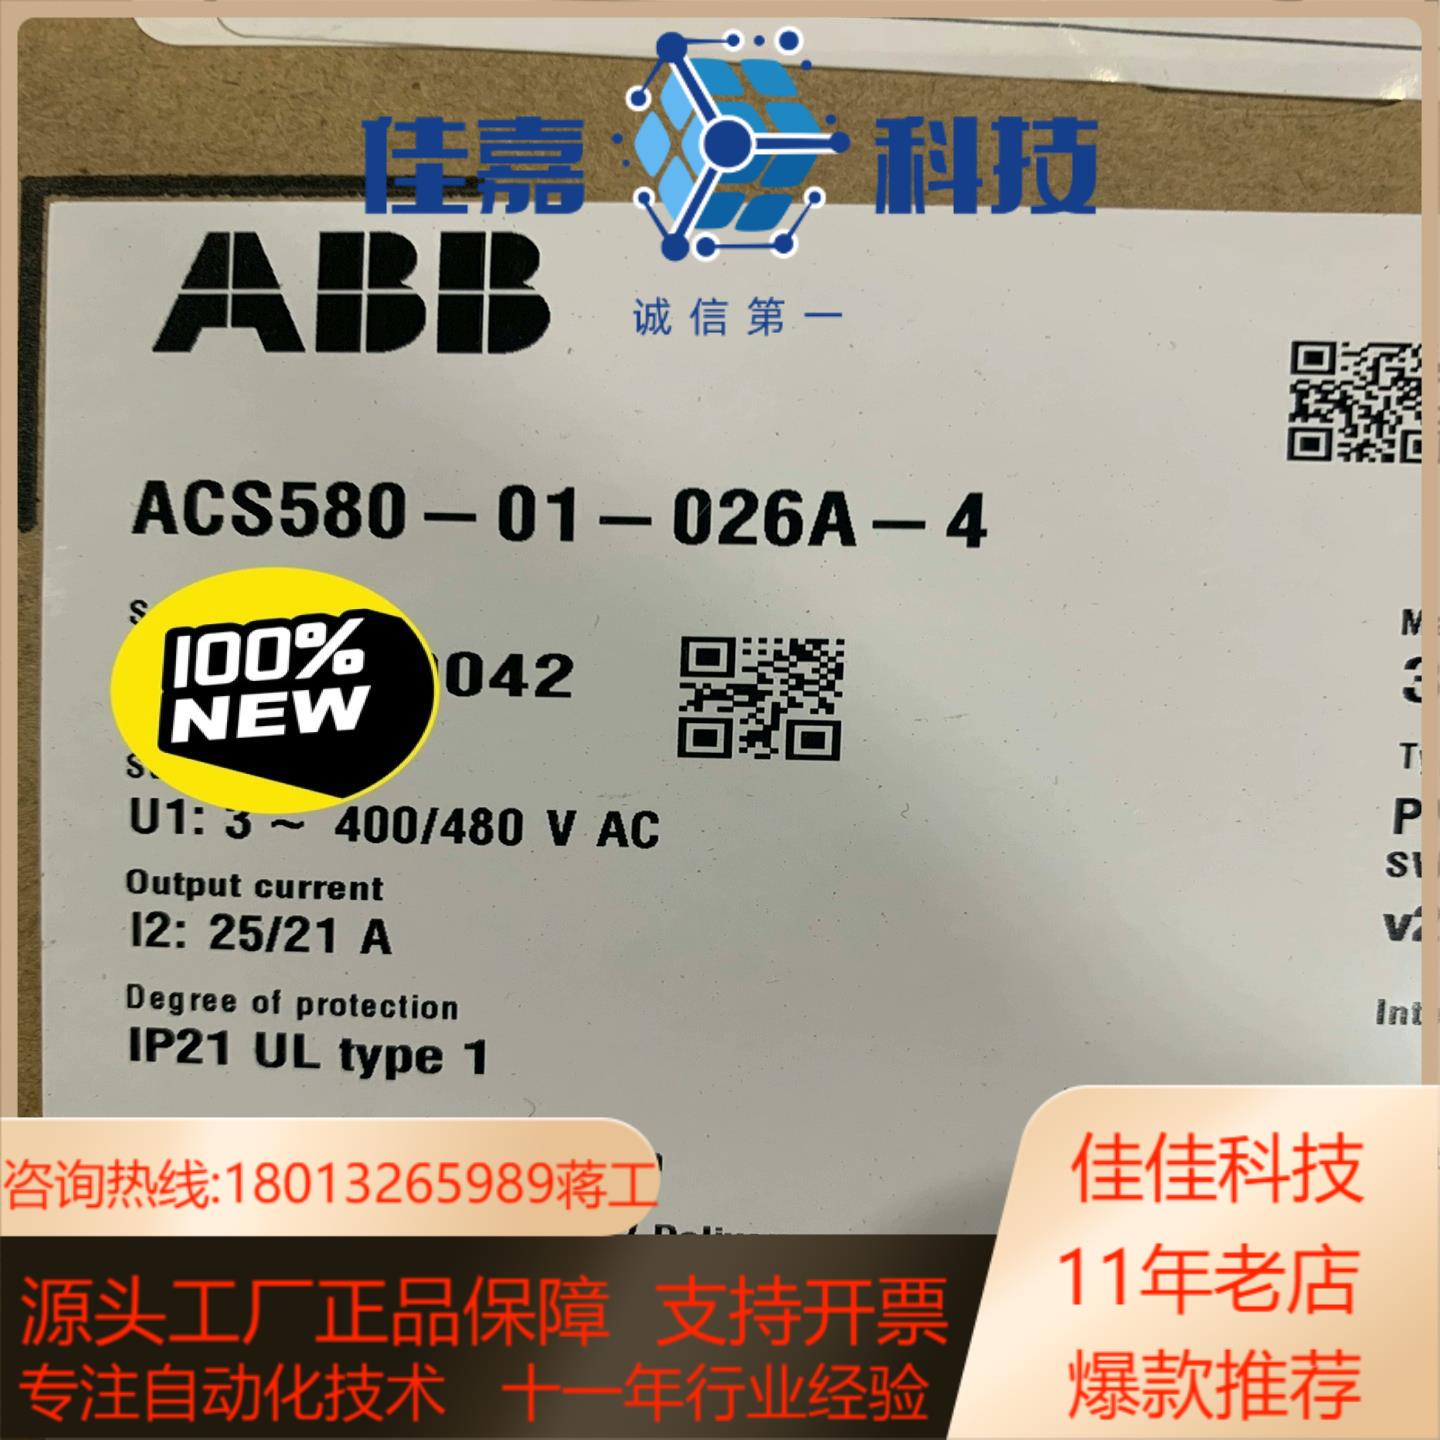 佳嘉 科技
诚信第一
ABB
ACS580-01-026A-4
100%
NEW
042
U1: 3 ~ 400/480 V AC
Output current
I2: 25/21 A
Degree of protection
IP21 UL type 1
咨询热线:18013265989蒋工
佳佳科技
11年老店
爆款推荐
源头工厂正品保障 支持开票
专注自动化技术 十一年行业经验